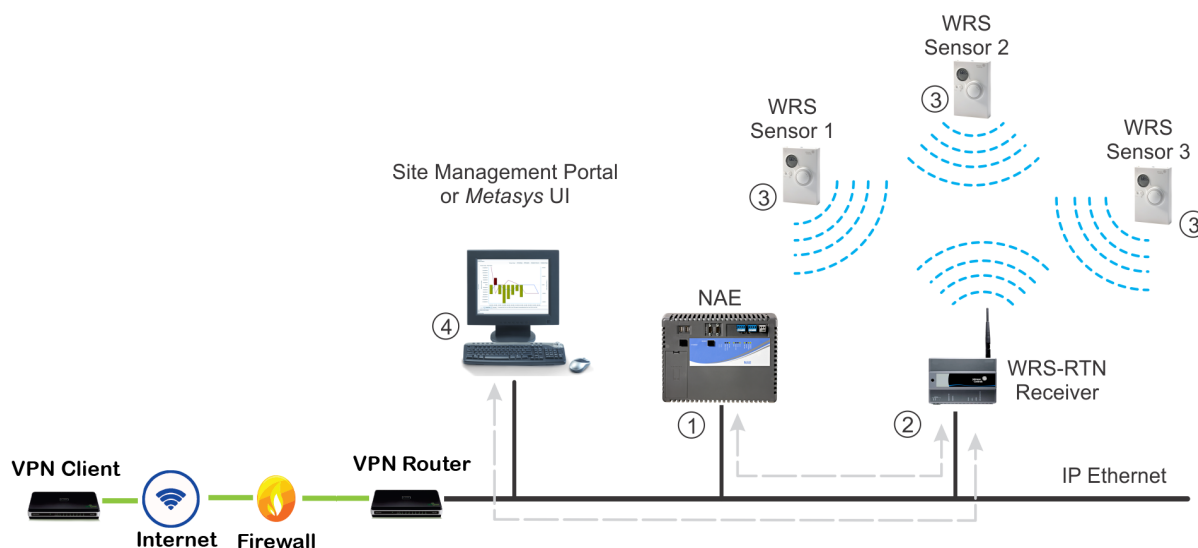 WRS
Sensor 2
3
WRS
Sensor 1
3
WRS
Sensor 3
3
Site Management Portal
or Metasys UI
4
NAE
1
WRS-RTN
Receiver
2
VPN Client
Internet
Firewall
VPN Router
IP Ethernet